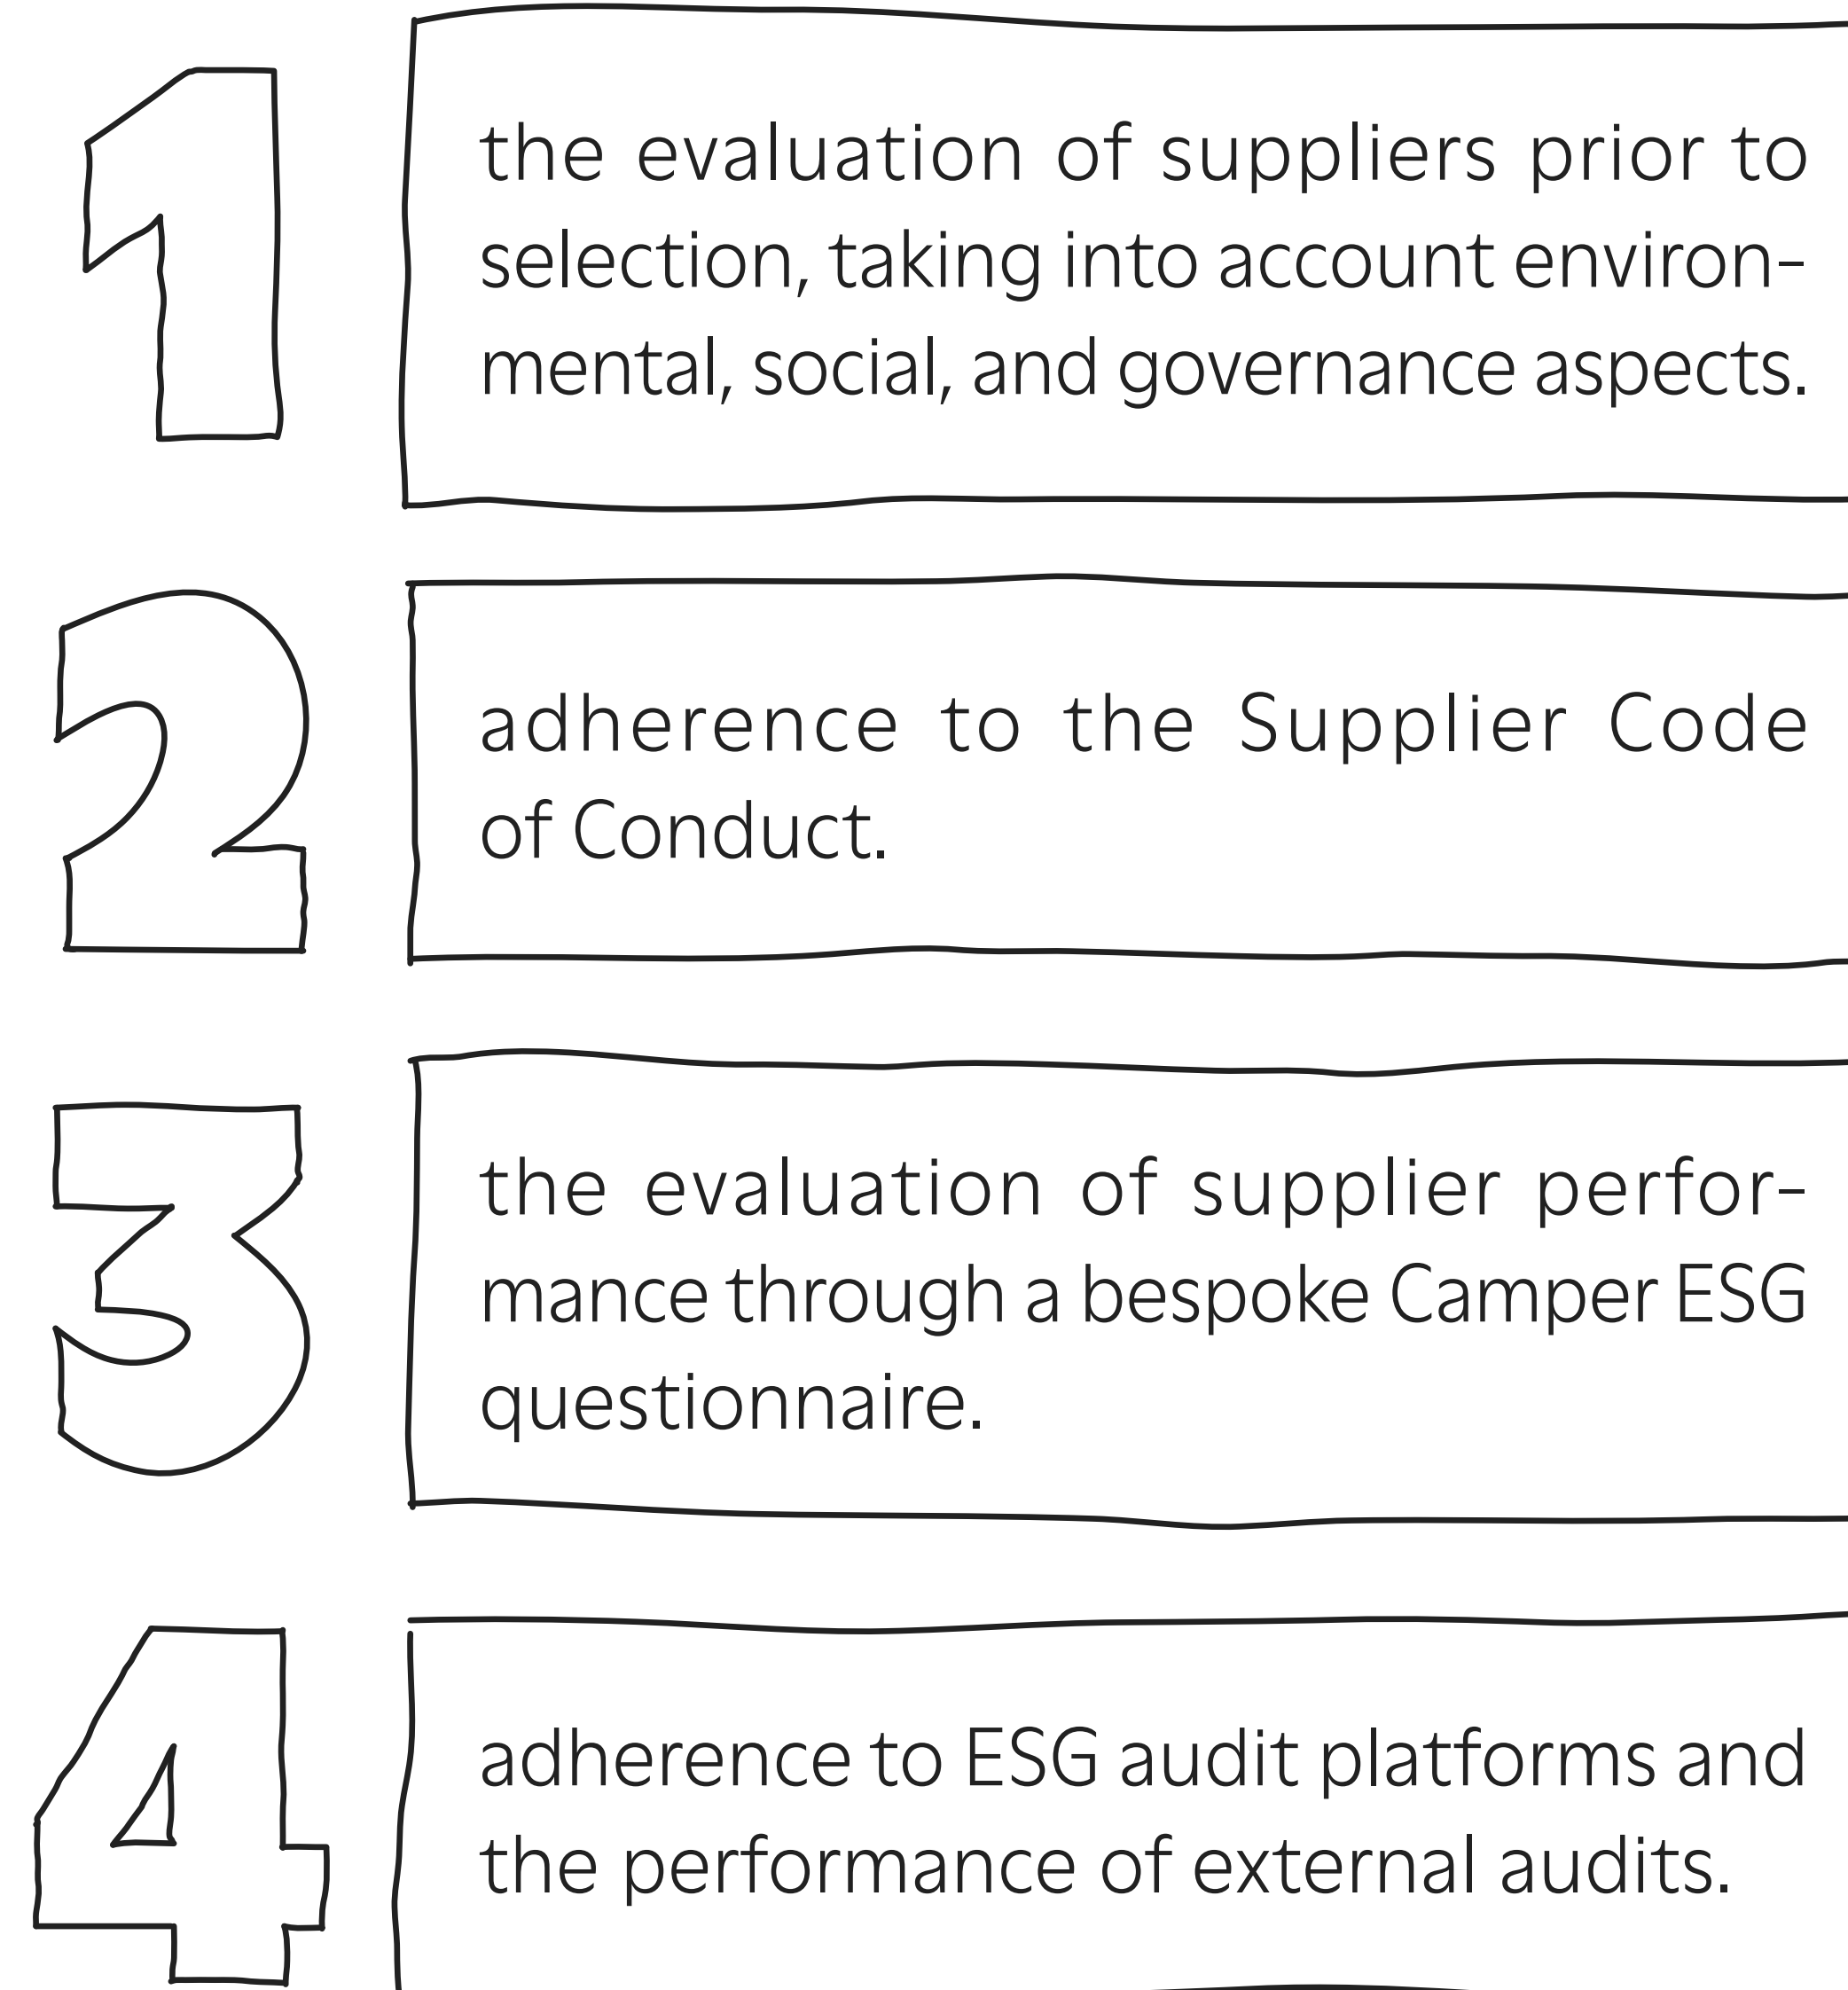 1
the evaluation of suppliers prior to
selection, taking into account environ-
mental, social, and governance aspects.
2
adherence to the Supplier Code
of Conduct.
3
the evaluation of supplier perfor-
mance through a bespoke Camper ESG
questionnaire.
4
adherence to ESG audit platforms and
the performance of external audits.